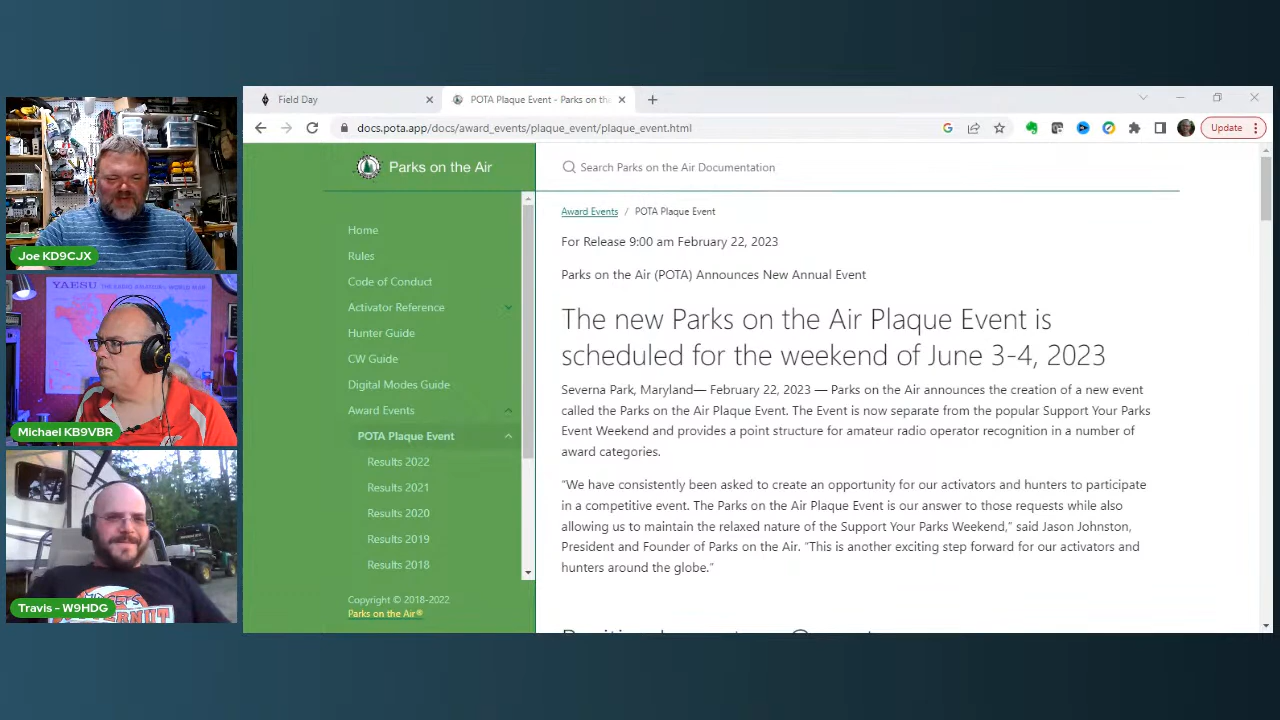 Field Day
POTA Plaque Event - Parks on the
docs.pota.app/docs/award_events/plaque_event/plaque_event.html
Update
Parks on the Air
Search Parks on the Air Documentation
Home
Rules
Code of Conduct
Activator Reference
Hunter Guide
CW Guide
Digital Modes Guide
Award Events
POTA Plaque Event
Results 2022
Results 2021
Results 2020
Results 2019
Results 2018
Copyright © 2018-2022
Parks on the Air®
Award Events / POTA Plaque Event
For Release 9:00 am February 22, 2023
Parks on the Air (POTA) Announces New Annual Event
The new Parks on the Air Plaque Event is
scheduled for the weekend of June 3-4, 2023
Severna Park, Maryland— February 22, 2023 — Parks on the Air announces the creation of a new event
called the Parks on the Air Plaque Event. The Event is now separate from the popular Support Your Parks
Event Weekend and provides a point structure for amateur radio operator recognition in a number of
award categories.
“We have consistently been asked to create an opportunity for our activators and hunters to participate
in a competitive event. The Parks on the Air Plaque Event is our answer to those requests while also
allowing us to maintain the relaxed nature of the Support Your Parks Weekend,” said Jason Johnston,
President and Founder of Parks on the Air. “This is another exciting step forward for our activators and
hunters around the globe.”
Joe KD9CJX
YAESU THE RADIO AMATEUR'S WORLD MAP
Michael KB9VBR
Travis - W9HDG